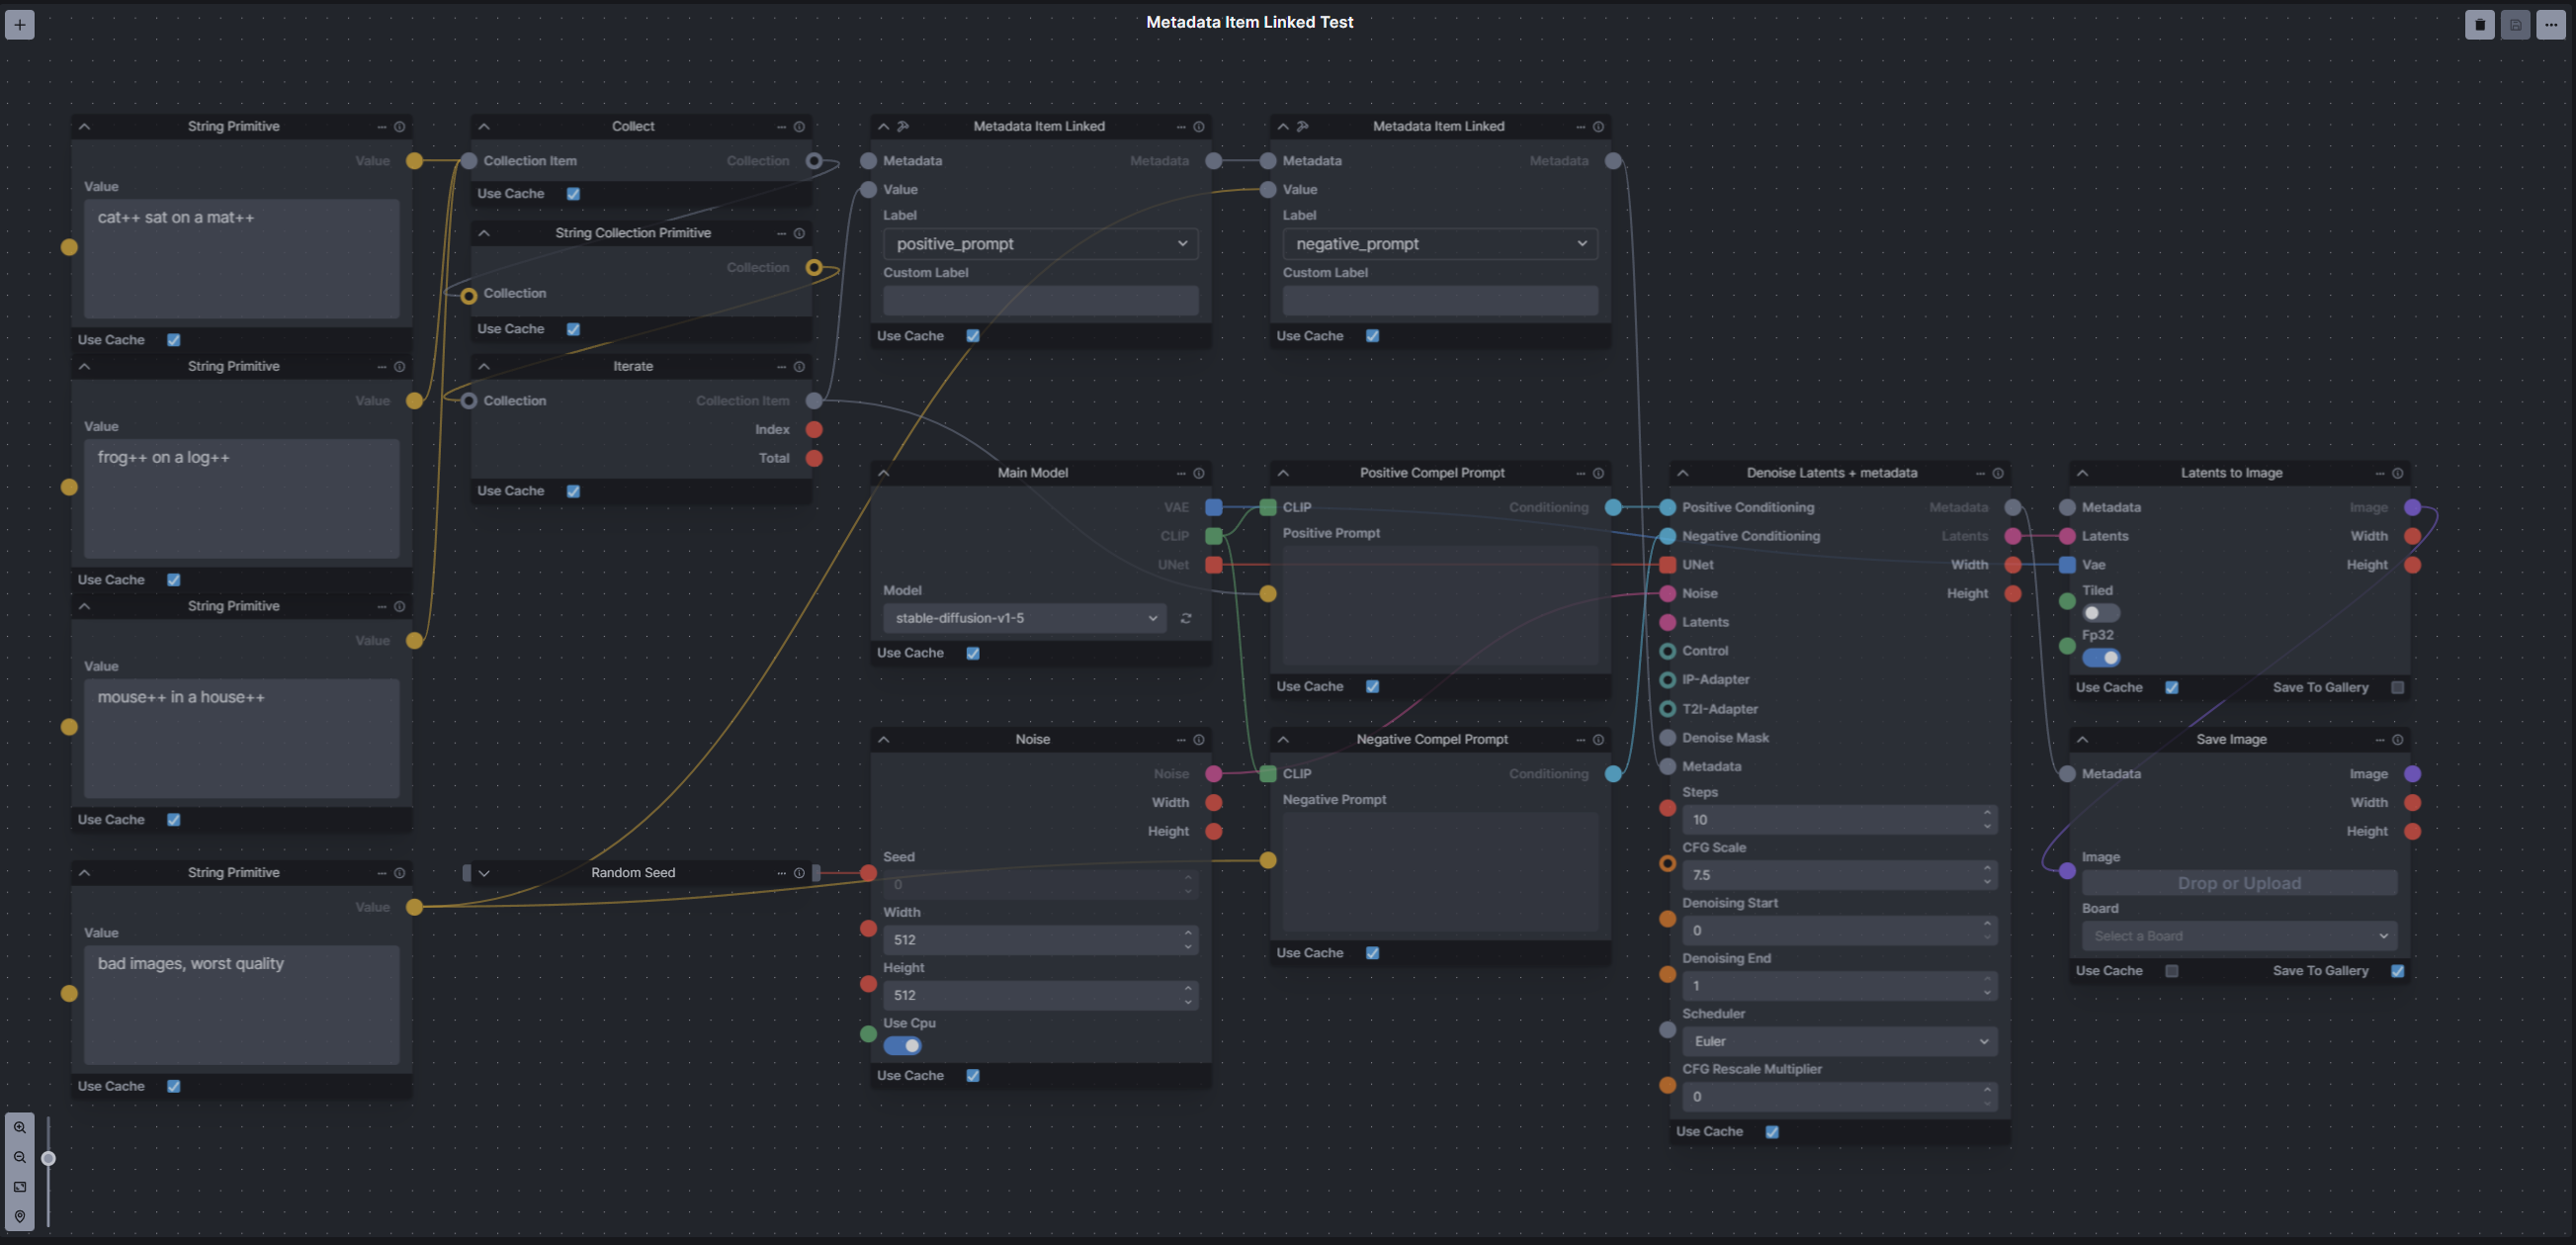 Metadata Item Linked Test
String Primitive
Value
Value
cat++ sat on a mat++
Use Cache
String Primitive
Value
Value
frog++ on a log++
Use Cache
String Primitive
Value
Value
mouse++ in a house++
Use Cache
String Primitive
Value
Value
bad images, worst quality
Use Cache
Collect
Collection Item Collection
Use Cache
String Collection Primitive
Collection
Collection
Use Cache
Iterate
Collection Collection Item
Index
Total
Use Cache
Random Seed
Metadata Item Linked
Metadata Metadata
Value
Label
positive_prompt
Custom Label
Use Cache
Main Model
VAE
CLIP
UNet
Model
stable-diffusion-v1-5
Use Cache
Noise
Noise
Width
Height
Seed
0
Width
512
Height
512
Use Cpu
Use Cache
Metadata Item Linked
Metadata Metadata
Value
Label
negative_prompt
Custom Label
Use Cache
Positive Compel Prompt
CLIP Conditioning
Positive Prompt
Use Cache
Negative Compel Prompt
CLIP Conditioning
Negative Prompt
Use Cache
Denoise Latents + metadata
Positive Conditioning Metadata
Negative Conditioning Latents
UNet Width
Noise Height
Latents
Control
IP-Adapter
T2I-Adapter
Denoise Mask
Metadata
Steps
10
CFG Scale
7.5
Denoising Start
0
Denoising End
1
Scheduler
Euler
CFG Rescale Multiplier
0
Use Cache
Latents to Image
Metadata Image
Latents Width
Vae Height
Tiled
Fp32
Use Cache Save To Gallery
Save Image
Metadata Image
Width
Height
Image
Drop or Upload
Board
Select a Board
Use Cache Save To Gallery